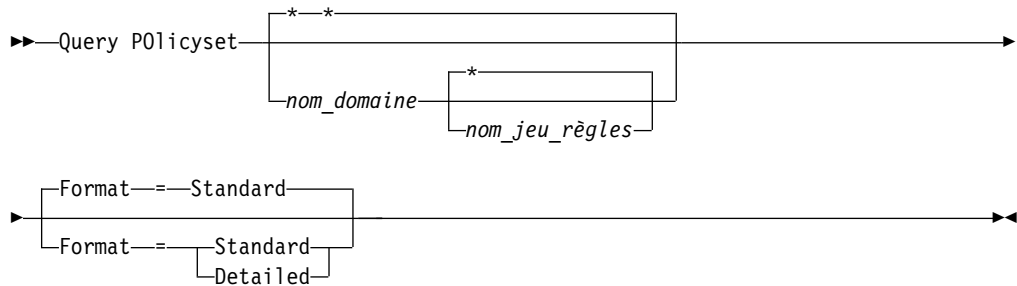 * *
Query POlicyset
*
nom_domaine
nom_jeu_règles
Format = Standard
Format = Standard
Detailed